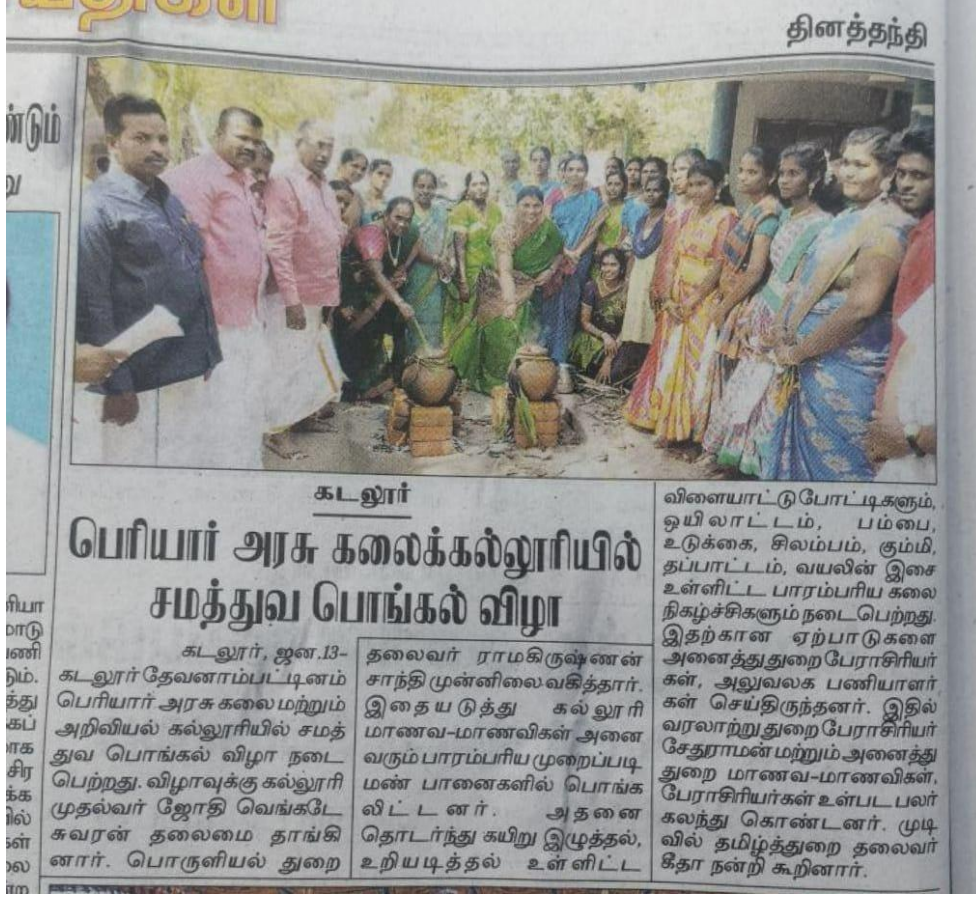 தினத்தந்தி
கடலூர்
பெரியார் அரசு கலைக்கல்லூரியில்
சமத்துவ பொங்கல் விழா
கடலூர், ஜன.13-
கடலூர் தேவனாம்பட்டினம்
பெரியார் அரசு கலை மற்றும்
அறிவியல் கல்லூரியில் சமத்
துவ பொங்கல் விழா நடை
பெற்றது. விழாவுக்கு கல்லூரி
முதல்வர் ஜோதி வெங்கடே
சுவரன் தலைமை தாங்கி
னார். பொருளியல் துறை
தலைவர் ராமகிருஷ்ணன்
சாந்தி முன்னிலை வகித்தார்.
இதையடுத்து கல்லூரி
மாணவ-மாணவிகள் அனை
வரும் பாரம்பரிய முறைப்படி
மண் பானைகளில் பொங்க
லிட்டனர். அதனை
தொடர்ந்து கயிறு இழுத்தல்,
உறியடித்தல் உள்ளிட்ட
விளையாட்டு போட்டிகளும்,
ஒயிலாட்டம், பம்பை,
உடுக்கை, சிலம்பம், கும்மி,
தப்பாட்டம், வயலின் இசை
உள்ளிட்ட பாரம்பரிய கலை
நிகழ்ச்சிகளும் நடைபெற்றது.
இதற்கான ஏற்பாடுகளை
அனைத்து துறை பேராசிரியர்
கள், அலுவலக பணியாளர்
கள் செய்திருந்தனர். இதில்
வரலாற்று துறை பேராசிரியர்
சேதுராமன் மற்றும் அனைத்து
துறை மாணவ-மாணவிகள்,
பேராசிரியர்கள் உள்பட பலர்
கலந்து கொண்டனர். முடி
வில் தமிழ்த்துறை தலைவர்
கீதா நன்றி கூறினார்.